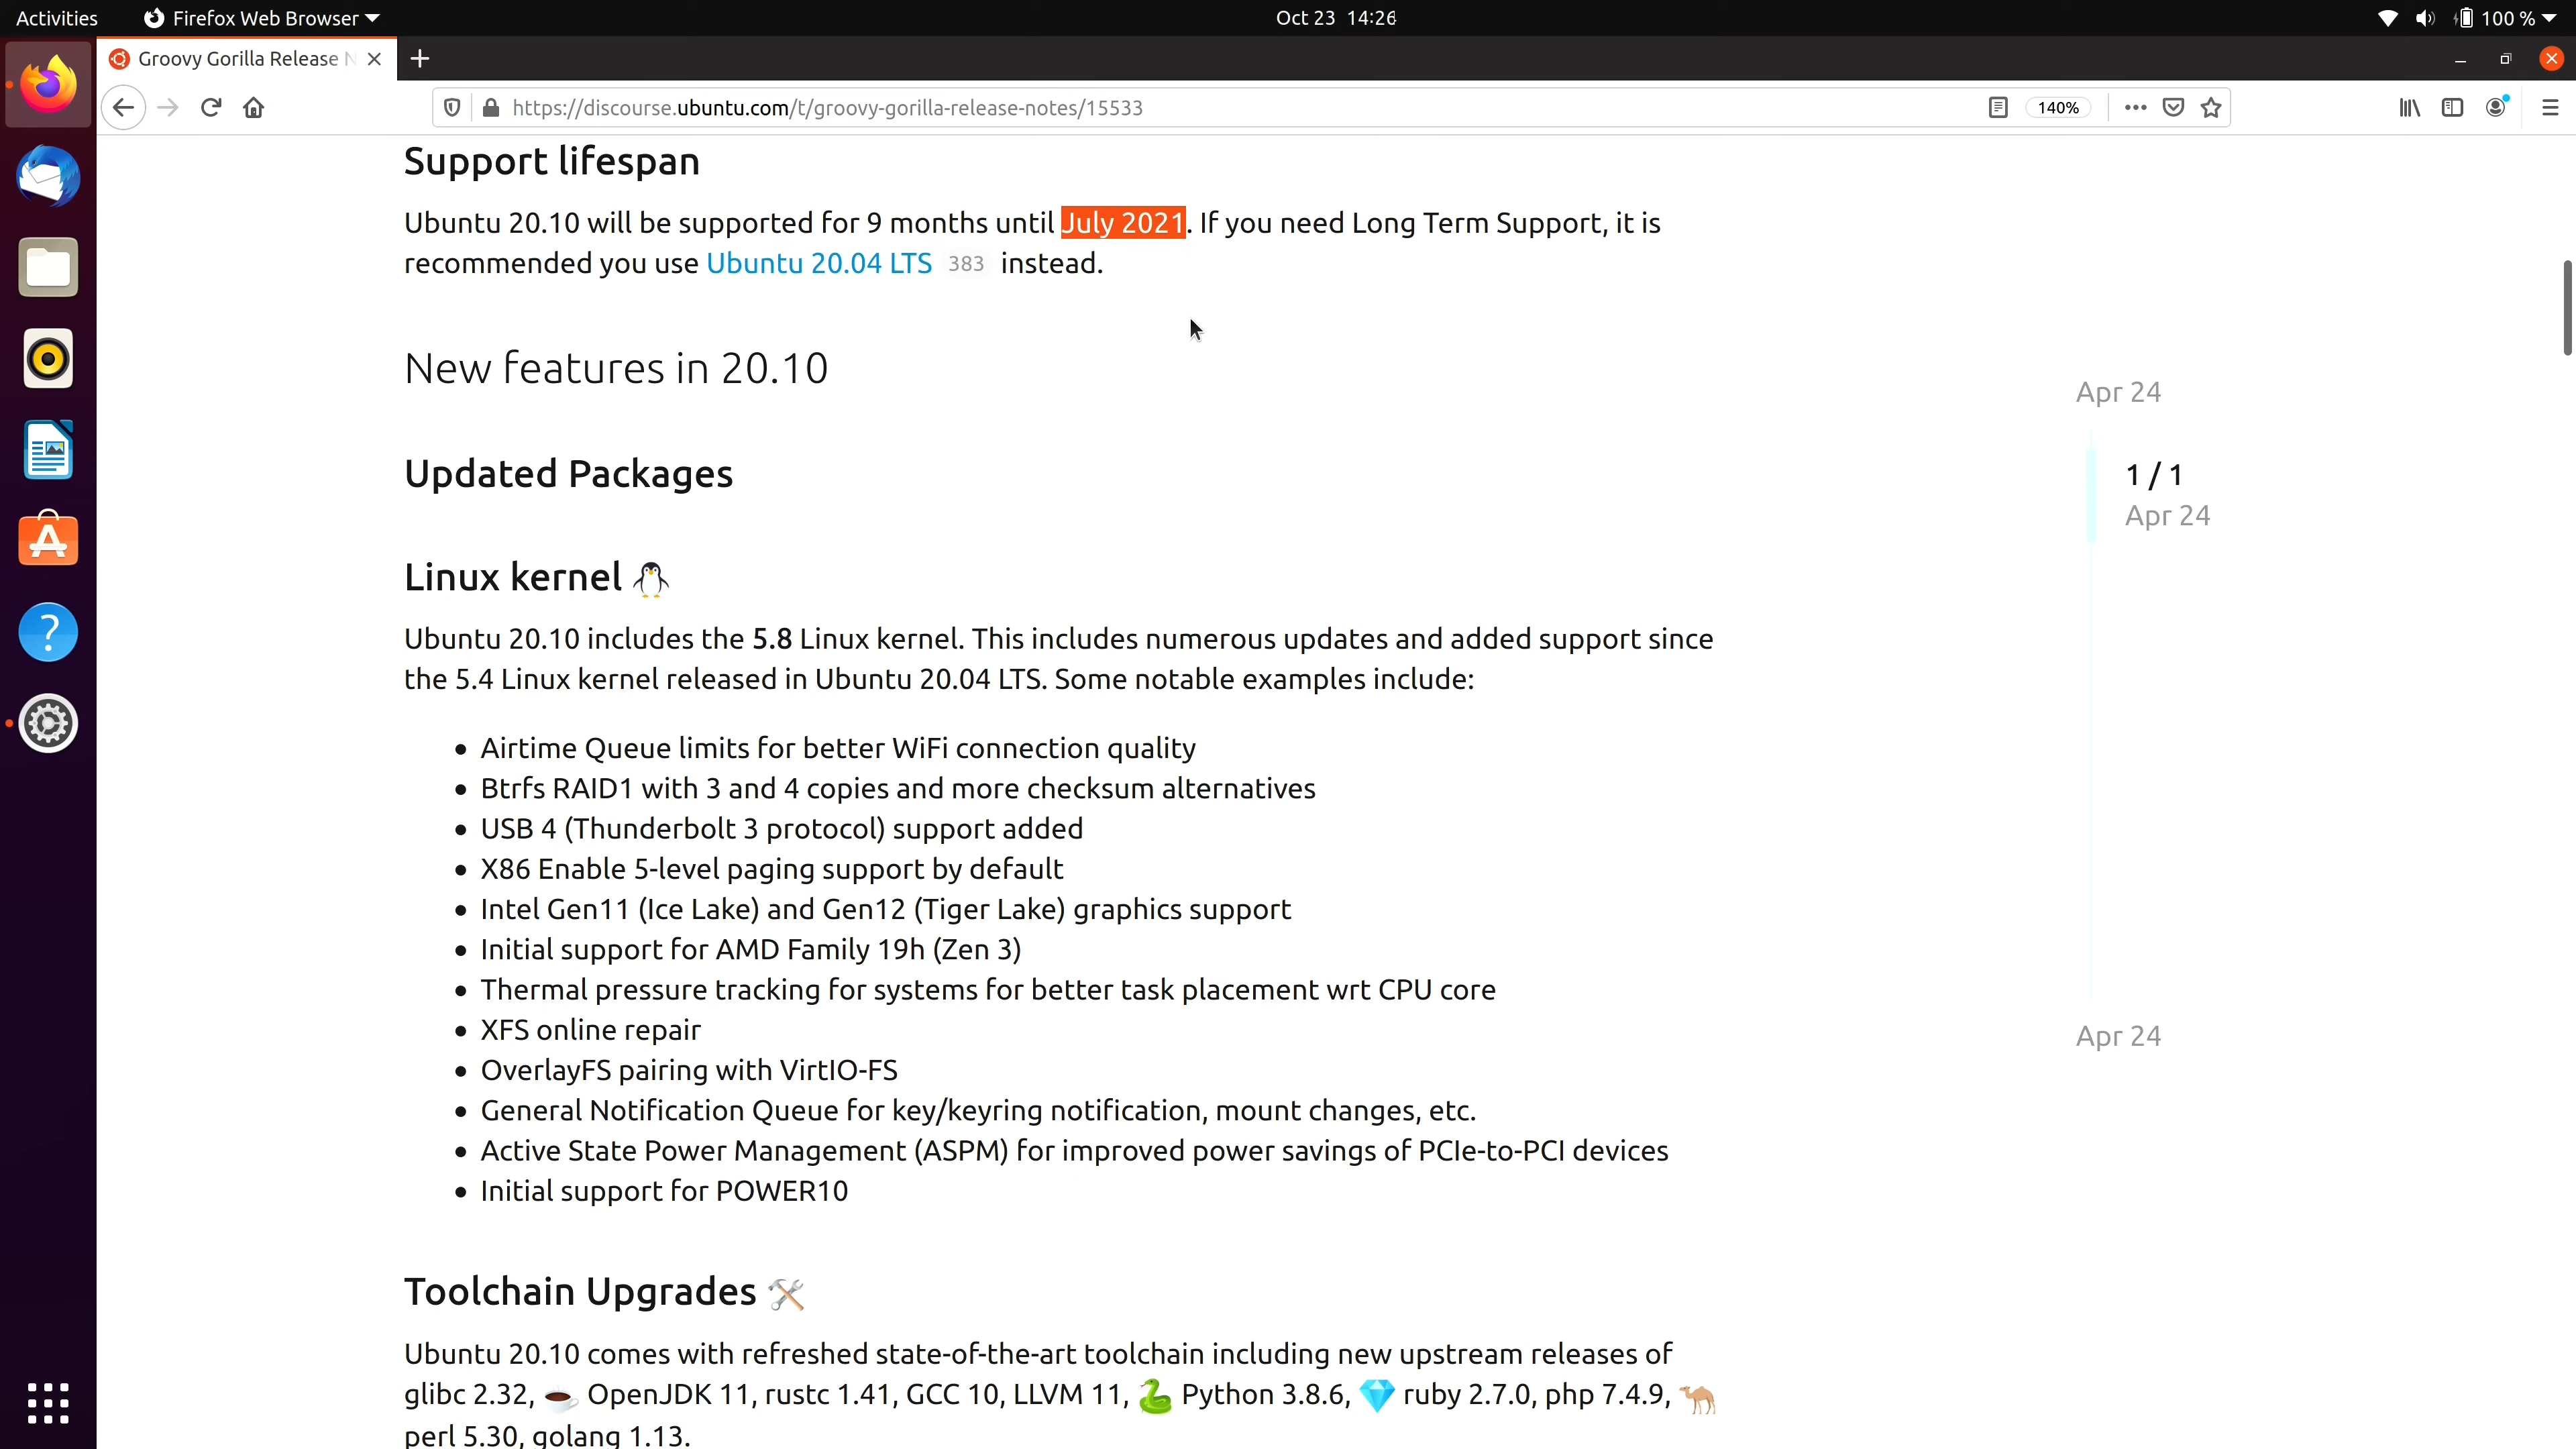 Activities
Firefox Web Browser
Oct 23 14:26
100 %
Groovy Gorilla Release N
https://discourse.ubuntu.com/t/groovy-gorilla-release-notes/15533
140%
Support lifespan
Ubuntu 20.10 will be supported for 9 months until July 2021. If you need Long Term Support, it is
recommended you use Ubuntu 20.04 LTS 383 instead.
New features in 20.10
Apr 24
Updated Packages
1 / 1
Apr 24
Linux kernel 🐧
Ubuntu 20.10 includes the 5.8 Linux kernel. This includes numerous updates and added support since
the 5.4 Linux kernel released in Ubuntu 20.04 LTS. Some notable examples include:
• Airtime Queue limits for better WiFi connection quality
• Btrfs RAID1 with 3 and 4 copies and more checksum alternatives
• USB 4 (Thunderbolt 3 protocol) support added
• X86 Enable 5-level paging support by default
• Intel Gen11 (Ice Lake) and Gen12 (Tiger Lake) graphics support
• Initial support for AMD Family 19h (Zen 3)
• Thermal pressure tracking for systems for better task placement wrt CPU core
• XFS online repair
Apr 24
• OverlayFS pairing with VirtIO-FS
• General Notification Queue for key/keyring notification, mount changes, etc.
• Active State Power Management (ASPM) for improved power savings of PCIe-to-PCI devices
• Initial support for POWER10
Toolchain Upgrades 🛠️
Ubuntu 20.10 comes with refreshed state-of-the-art toolchain including new upstream releases of
glibc 2.32, ☕ OpenJDK 11, rustc 1.41, GCC 10, LLVM 11, 🐍 Python 3.8.6, 💎 ruby 2.7.0, php 7.4.9, 🐪
perl 5.30, golang 1.13.